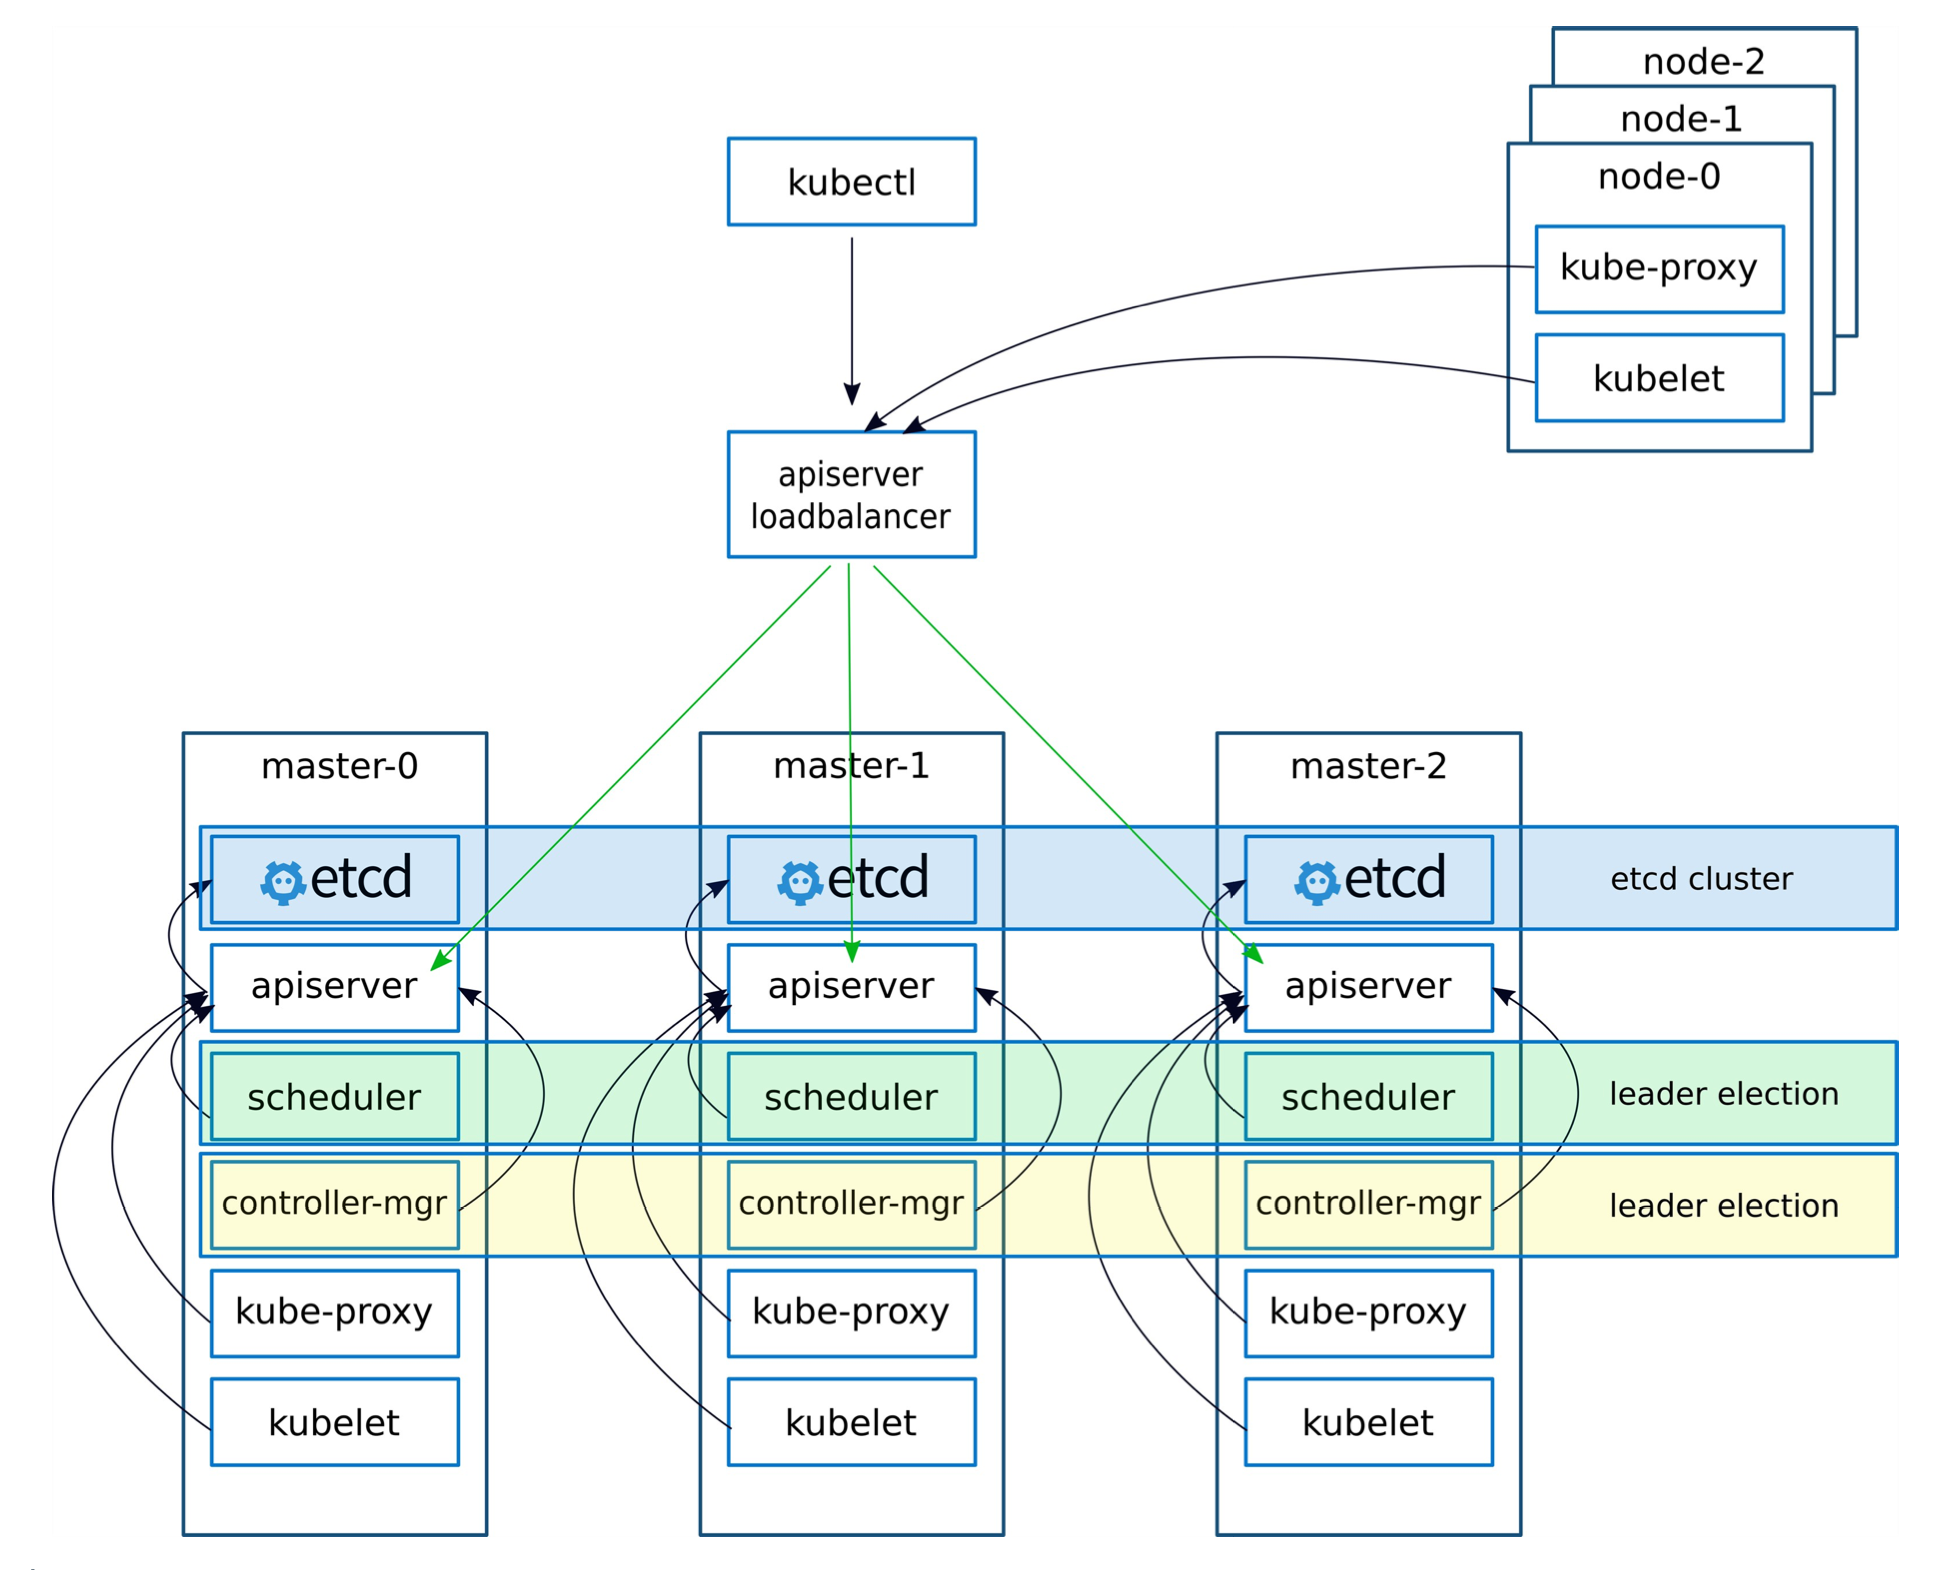 node-2
node-1
node-0
kube-proxy
kubelet
kubectl
apiserver
loadbalancer
master-0
etcd
apiserver
scheduler
controller-mgr
kube-proxy
kubelet
master-1
etcd
apiserver
scheduler
controller-mgr
kube-proxy
kubelet
master-2
etcd
apiserver
scheduler
controller-mgr
kube-proxy
kubelet
etcd cluster
leader election
leader election